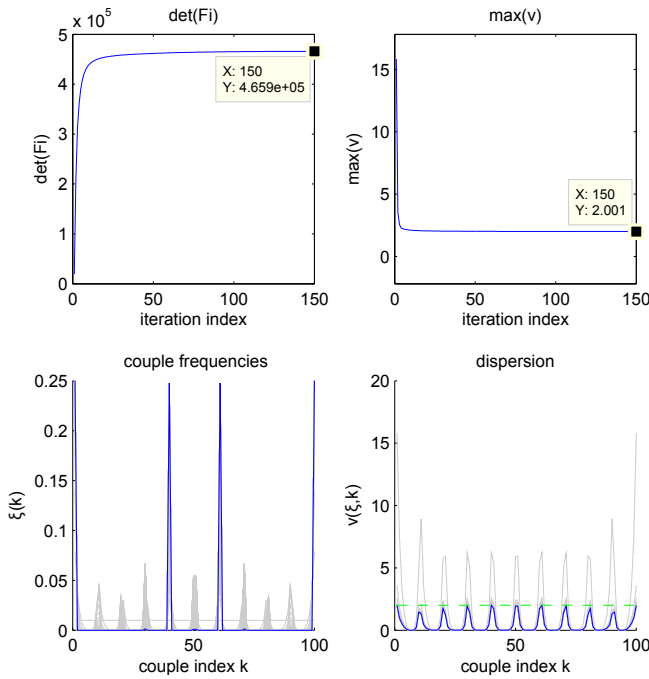 det(Fi)
x 10^5
5
4
3
2
1
0
0
50
100
150
det(Fi)
iteration index
X: 150
Y: 4.659e+05
max(v)
15
10
5
0
0
50
100
150
max(v)
iteration index
X: 150
Y: 2.001
couple frequencies
0.25
0.2
0.15
0.1
0.05
0
0
50
100
ξ(k)
couple index k
dispersion
20
15
10
5
0
0
50
100
v(ξ,k)
couple index k